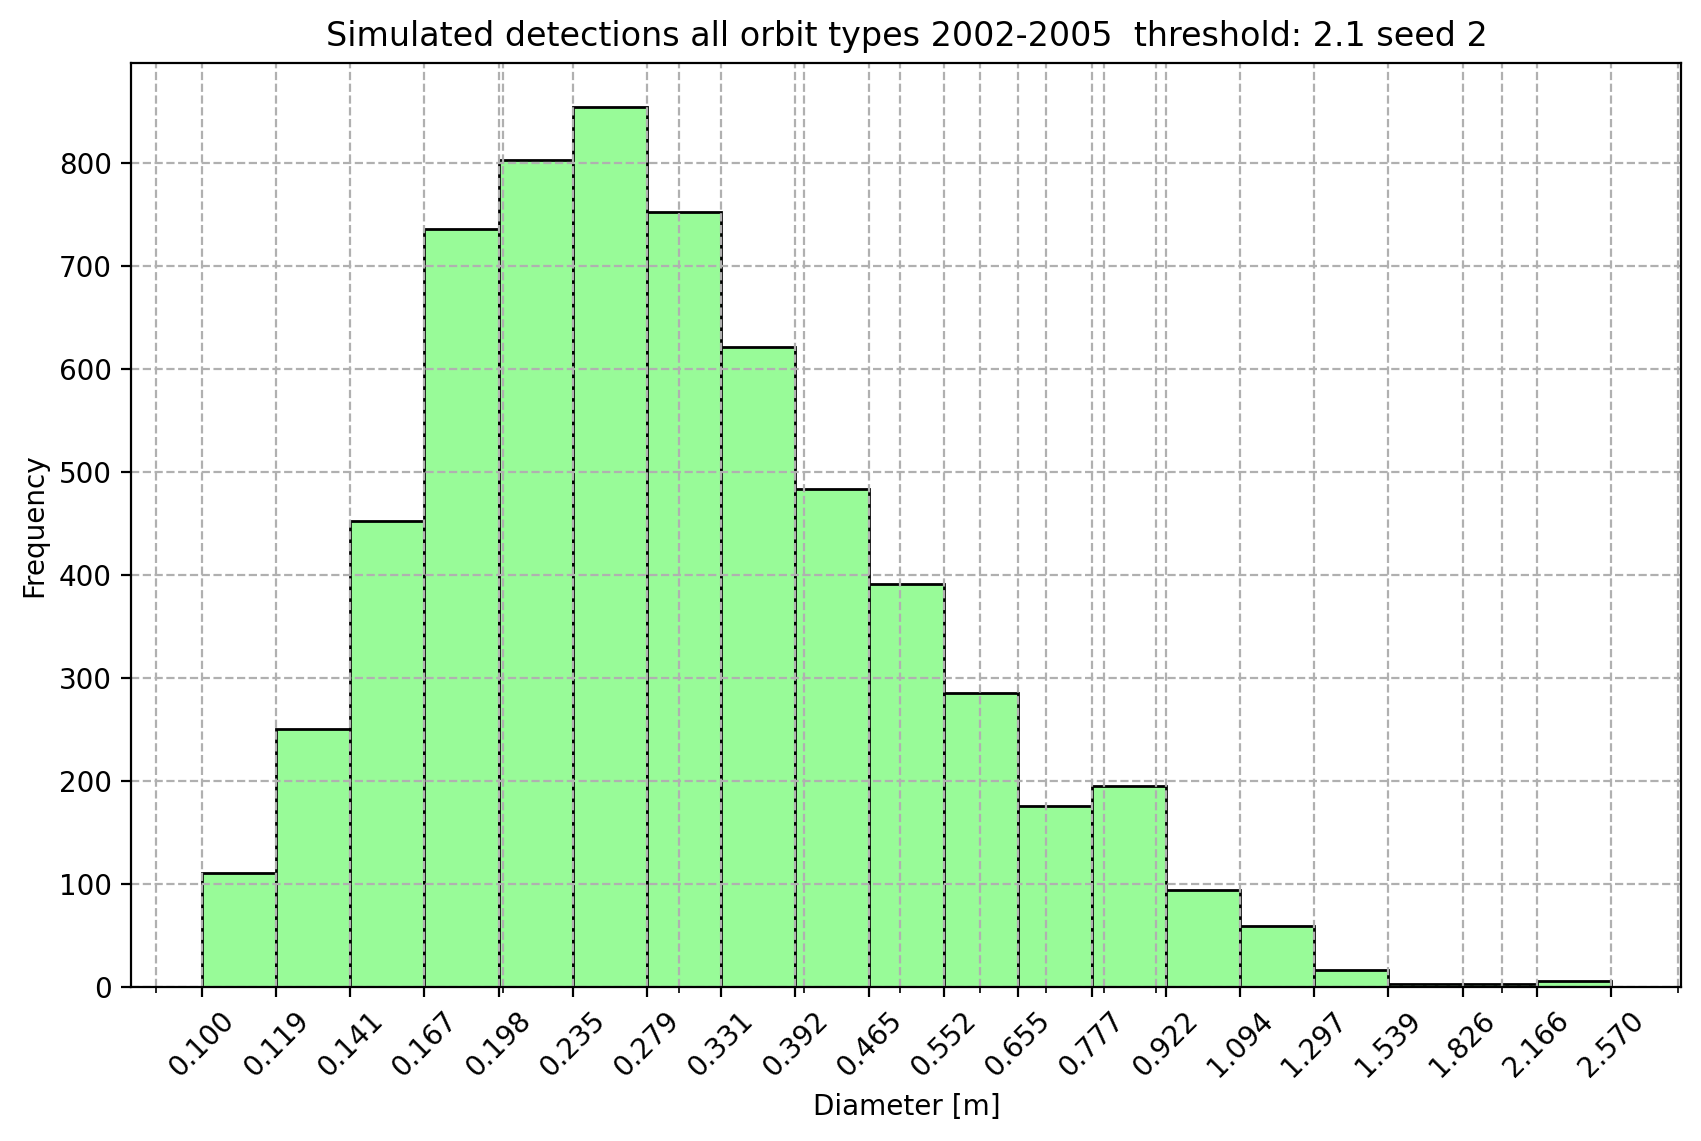 Simulated detections all orbit types 2002-2005  threshold: 2.1 seed 2
800
700
600
500
400
300
200
100
0
Frequency
0.100 0.119 0.141 0.167 0.198 0.235 0.279 0.331 0.392 0.465 0.552 0.655 0.777 0.922 1.094 1.297 1.539 1.826 2.166 2.570
Diameter [m]